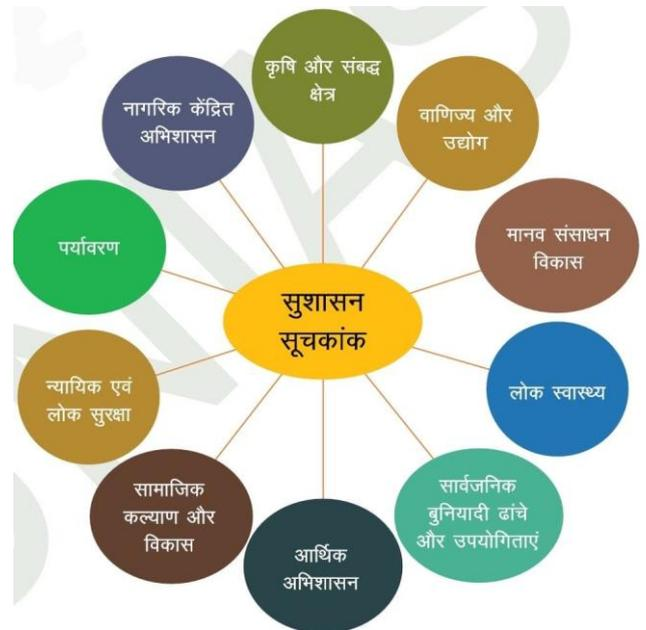 कृषि और संबद्ध
क्षेत्र
वाणिज्य और
उद्योग
मानव संसाधन
विकास
लोक स्वास्थ्य
सार्वजनिक
बुनियादी ढांचे
और उपयोगिताएं
आर्थिक
अभिशासन
सामाजिक
कल्याण और
विकास
न्यायिक एवं
लोक सुरक्षा
पर्यावरण
नागरिक केंद्रित
अभिशासन
सुशासन
सूचकांक